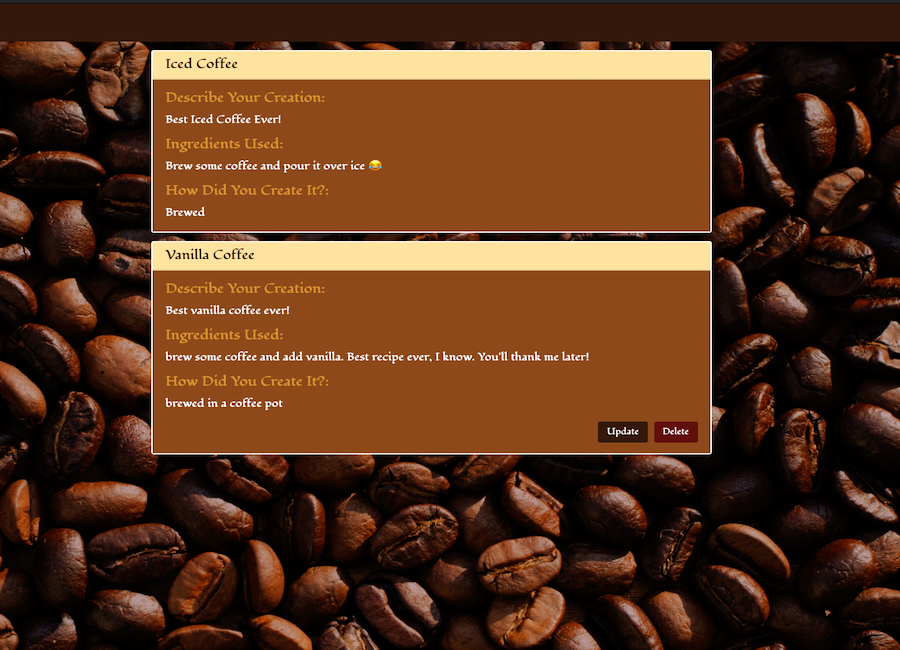 Iced Coffee
Describe Your Creation:
Best Iced Coffee Ever!
Ingredients Used:
Brew some coffee and pour it over ice 😂
How Did You Create It?:
Brewed
Vanilla Coffee
Describe Your Creation:
Best vanilla coffee ever!
Ingredients Used:
brew some coffee and add vanilla. Best recipe ever, I know. You'll thank me later!
How Did You Create It?:
brewed in a coffee pot
Update Delete